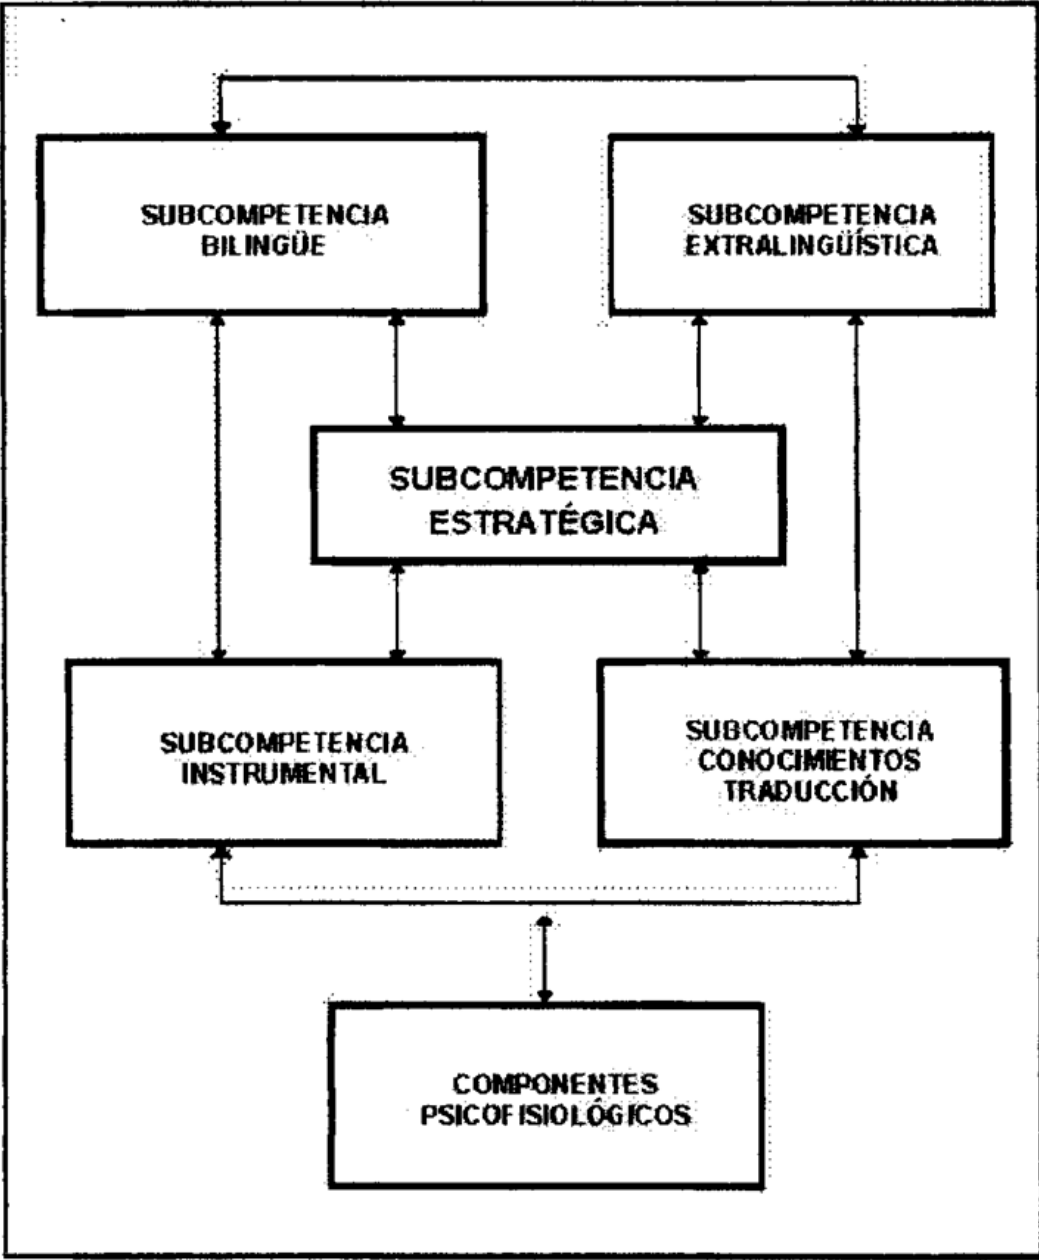 SUBCOMPETENCIA
BILINGÜE
SUBCOMPETENCIA
EXTRALINGÜÍSTICA
SUBCOMPETENCIA
ESTRATÉGICA
SUBCOMPETENCIA
INSTRUMENTAL
SUBCOMPETENCIA
CONOCIMIENTOS
TRADUCCIÓN
COMPONENTES
PSICOFISIOLÓGICOS